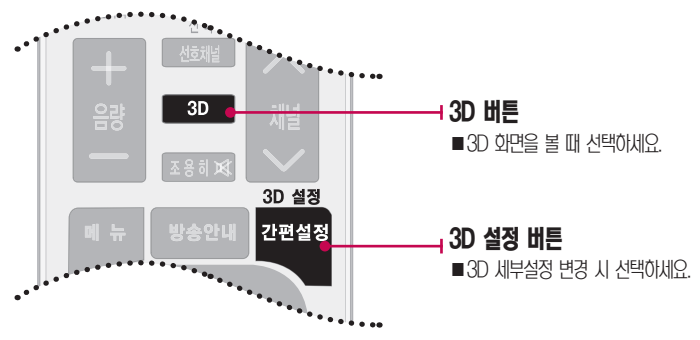 선호채널
음량
3D
채널
조용히
3D 설정
메 뉴
방송안내
간편설정
3D 버튼
■3D 화면을 볼 때 선택하세요.
3D 설정 버튼
■3D 세부설정 변경 시 선택하세요.